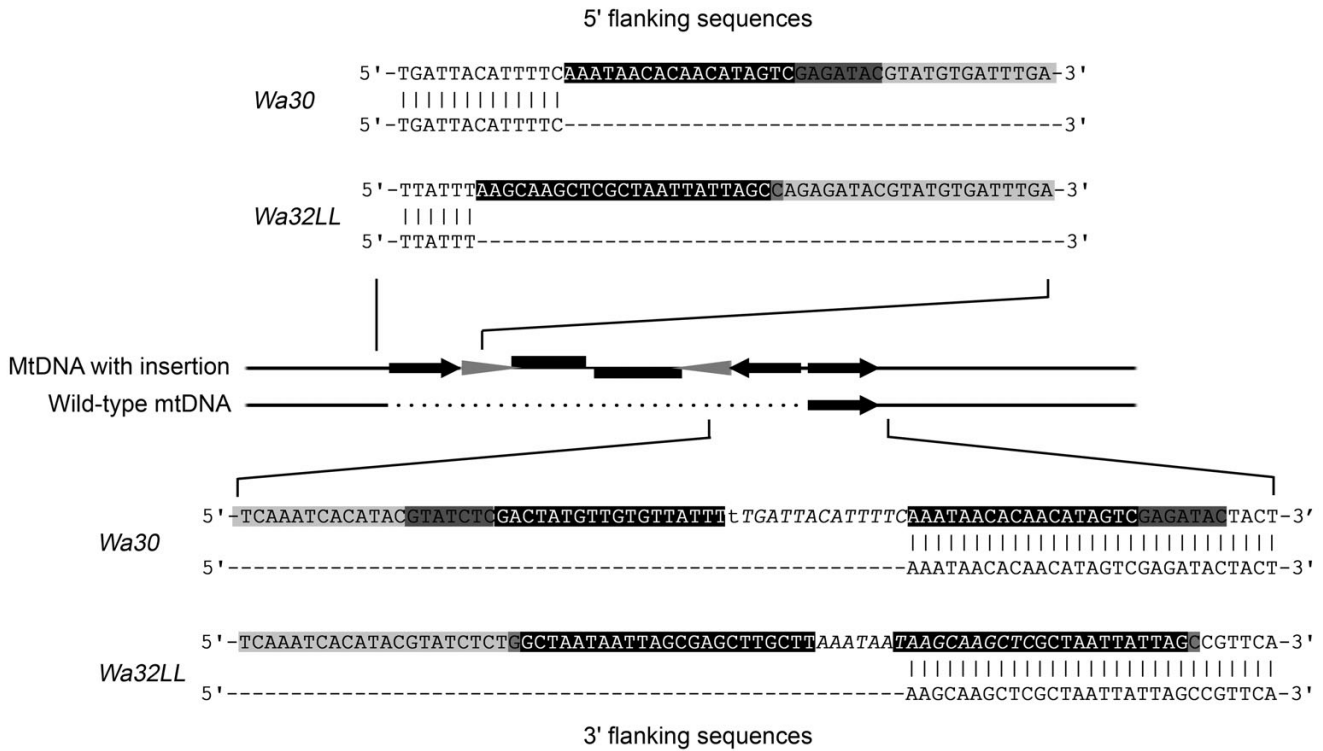 5' flanking sequences
5'-TGATTACATTTTCAAATAACACAACATAGTCGAGATACGTATGTGATTTGA-3'
Wa30
| | | | | | | | | | | | |
5'-TGATTACATTTTC---------------------------------------3'
5'-TTATTTAAGCAAGCTCGCTAATTATTAGCCAGAGATACGTATGTGATTTGA-3'
Wa32LL
| | | | | |
5'-TTATTT----------------------------------------------3'
MtDNA with insertion
Wild-type mtDNA
5'-TCAAATCACATACGTATCTCGACTATGTTGTGTTATTTtTGATTACATTTTCAAATAACACAACATAGTCGAGATACTACT-3'
Wa30
| | | | | | | | | | | | | | | | | | | | | | | | | | | | |
5'-----------------------------------------------------AAATAACACAACATAGTCGAGATACTACT-3'
5'-TCAAATCACATACGTATCTCTGGCTAATAATTAGCGAGCTTGCTTAAATAATAAGCAAGCTCGCTAATTATTAGCCGTTCA-3'
Wa32LL
| | | | | | | | | | | | | | | | | | | | | | | | | | | | |
5'-----------------------------------------------------AAGCAAGCTCGCTAATTATTAGCCGTTCA-3'
3' flanking sequences